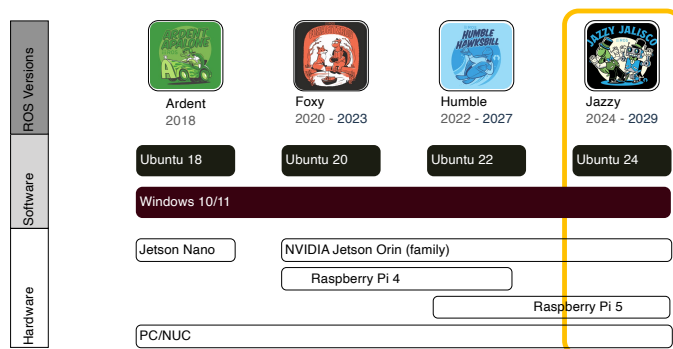 ROS Versions
ARDENT
APALONE
HUMBLE
HAWKSBILL
JAZZY JALISCO
Ardent
2018
Foxy
2020 - 2023
Humble
2022 - 2027
Jazzy
2024 - 2029
Software
Ubuntu 18
Ubuntu 20
Ubuntu 22
Ubuntu 24
Windows 10/11
Hardware
Jetson Nano
NVIDIA Jetson Orin (family)
Raspberry Pi 4
Raspberry Pi 5
PC/NUC